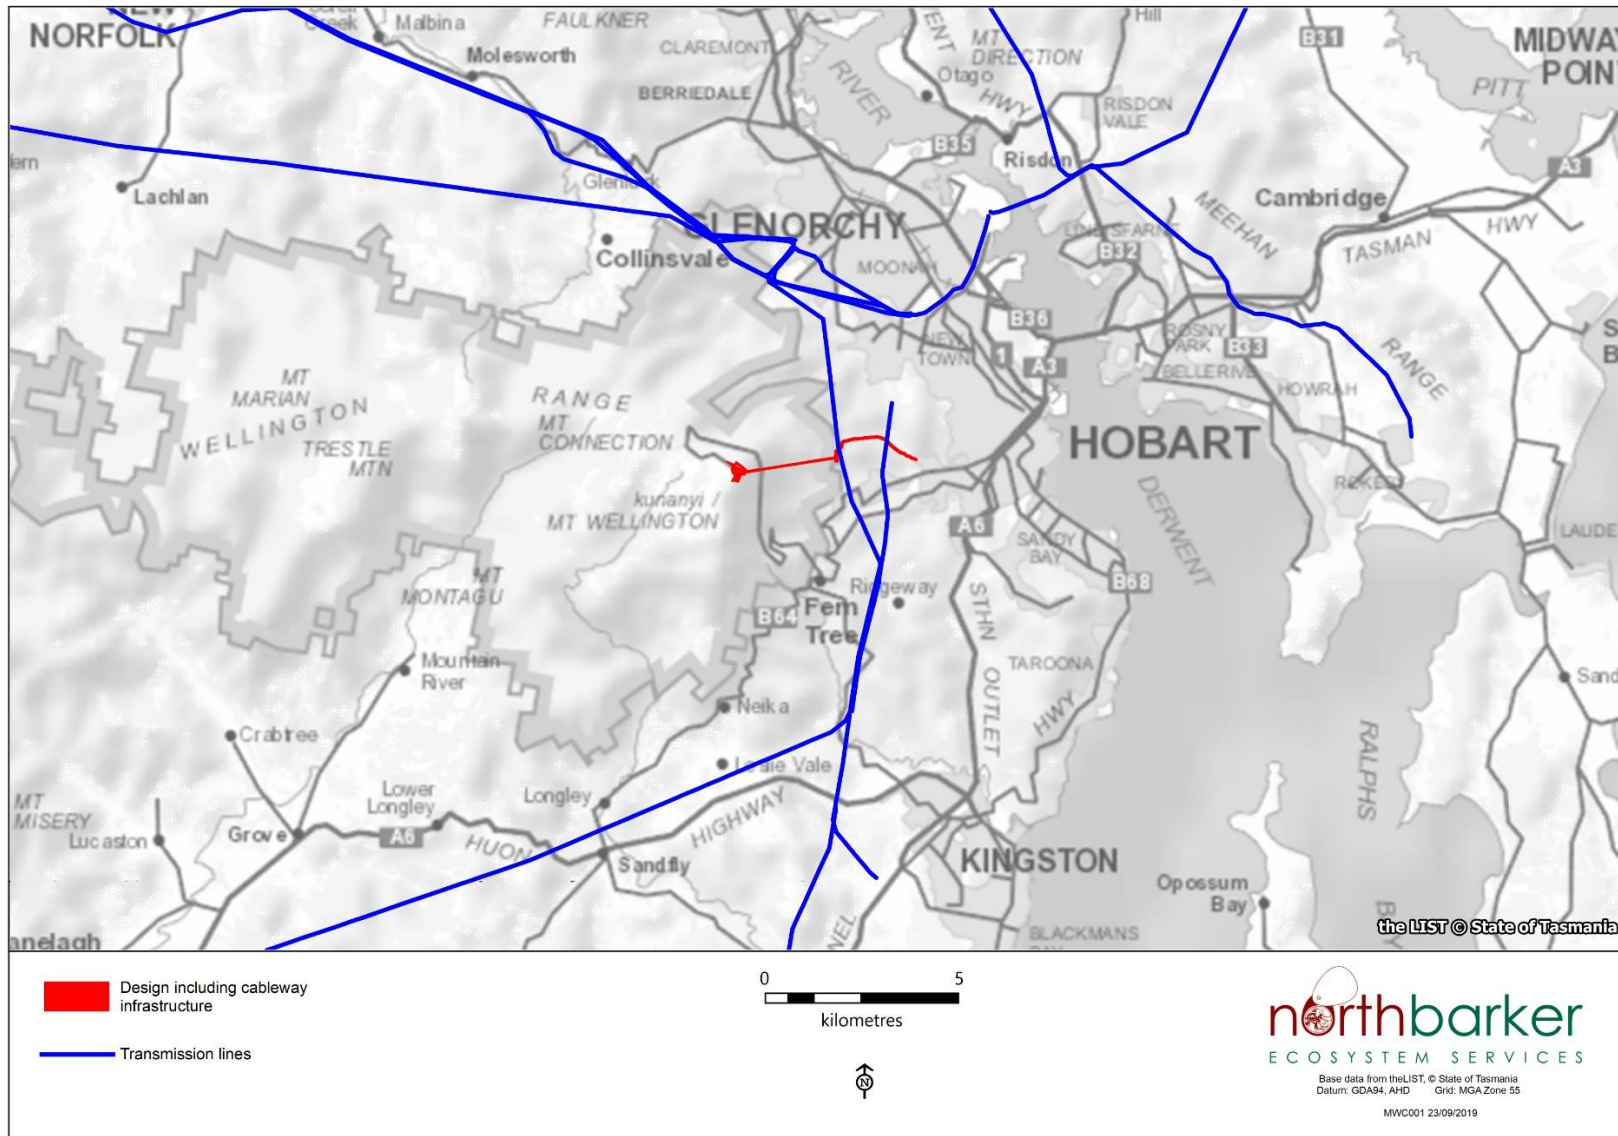 NEW
NORFOLK
Creek
Malbina
FAULKNER
Molesworth
CLAREMONT
BERRIEDALE
RIVER
MT
DIRECTION
Otago
HWY
Hill
B31
MIDWAY
POINT
PITT
RISDON
VALE
B35
Risdon
A3
Lachlan
GLENORCHY
Cambridge
MEEHAN
HWY
TASMAN
Collinsvale
MOONAH
LINDISFARNE
B32
B36
NEW
TOWN
1
A3
ROSNY
PARK
B33
BELLERIVE
HOWRAH
RANGE
MT
MARIAN
WELLINGTON
TRESTLE
MTN
RANGE
MT
CONNECTION
HOBART
kunanyi /
MT WELLINGTON
ROKEBY
DERWENT
A6
SANDY
BAY
B68
MT
MONTAGU
Ridgeway
B64
Fern
Tree
STHN
OUTLET
TAROONA
HWY
Mountain
River
Neika
Crabtree
Leslie Vale
RALPHS
MT
MISERY
Lower
Longley
Longley
Lucaston
Grove
A6
HUON
HIGHWAY
Sandfly
KINGSTON
Opossum
Bay
BLACKMANS
the LIST © State of Tasmania
Design including cableway
infrastructure
Transmission lines
0 5
kilometres
N
northbarker
ECOSYSTEM SERVICES
Base data from theLIST, © State of Tasmania
Datum: GDA94, AHD Grid: MGA Zone 55
MWC001 23/09/2019